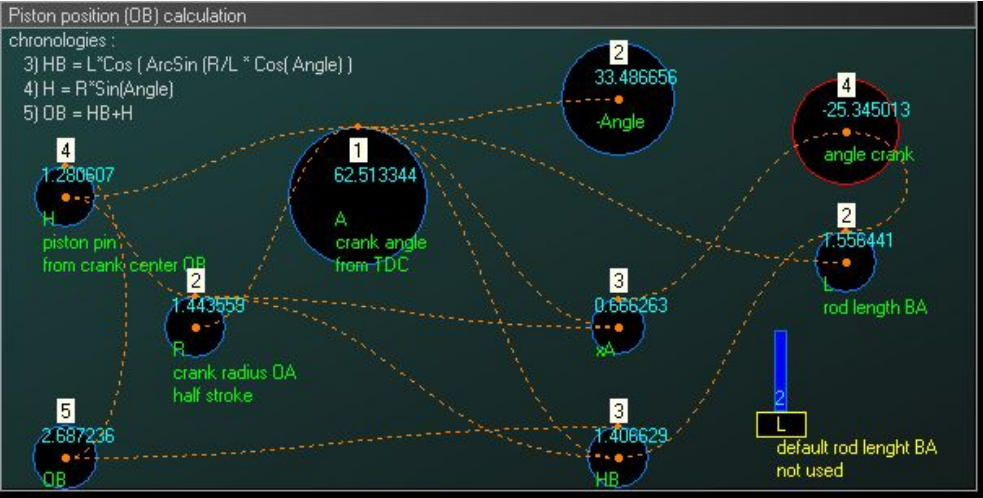 Piston position (OB) calculation
chronologies :
3) HB = L*Cos ( ArcSin (R/L * Cos( Angle) )
4) H = R*Sin(Angle)
5) OB = HB+H
2
33.486656
-Angle
4
-25.345013
angle crank
4
1.280607
H
piston pin
from crank center OB
1
62.513344
A
crank angle
from TDC
2
1.556441
L
rod length BA
2
1.443559
R
crank radius OA
half stroke
3
0.666263
xA
5
2.687236
OB
3
1.406629
HB
2
L
default rod lenght BA
not used